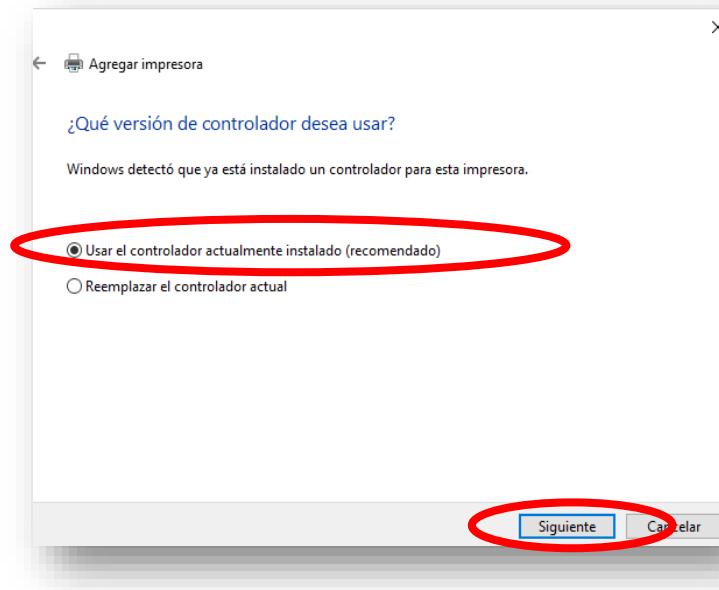 Agregar impresora
¿Qué versión de controlador desea usar?
Windows detectó que ya está instalado un controlador para esta impresora.
Usar el controlador actualmente instalado (recomendado)
Reemplazar el controlador actual
Siguiente Cancelar